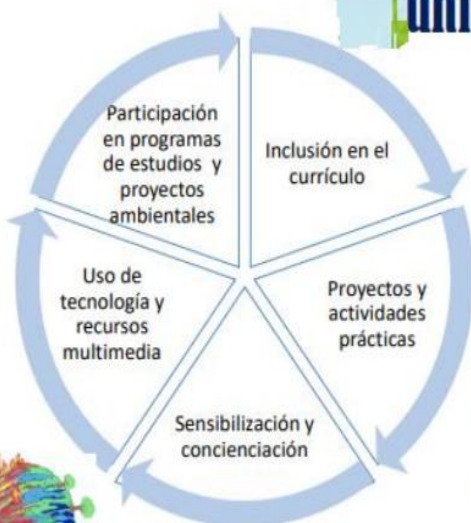 Participación
en programas
de estudios y
proyectos
ambientales
Inclusión en el
currículo
Proyectos y
actividades
prácticas
Sensibilización y
concienciación
Uso de
tecnología y
recursos
multimedia